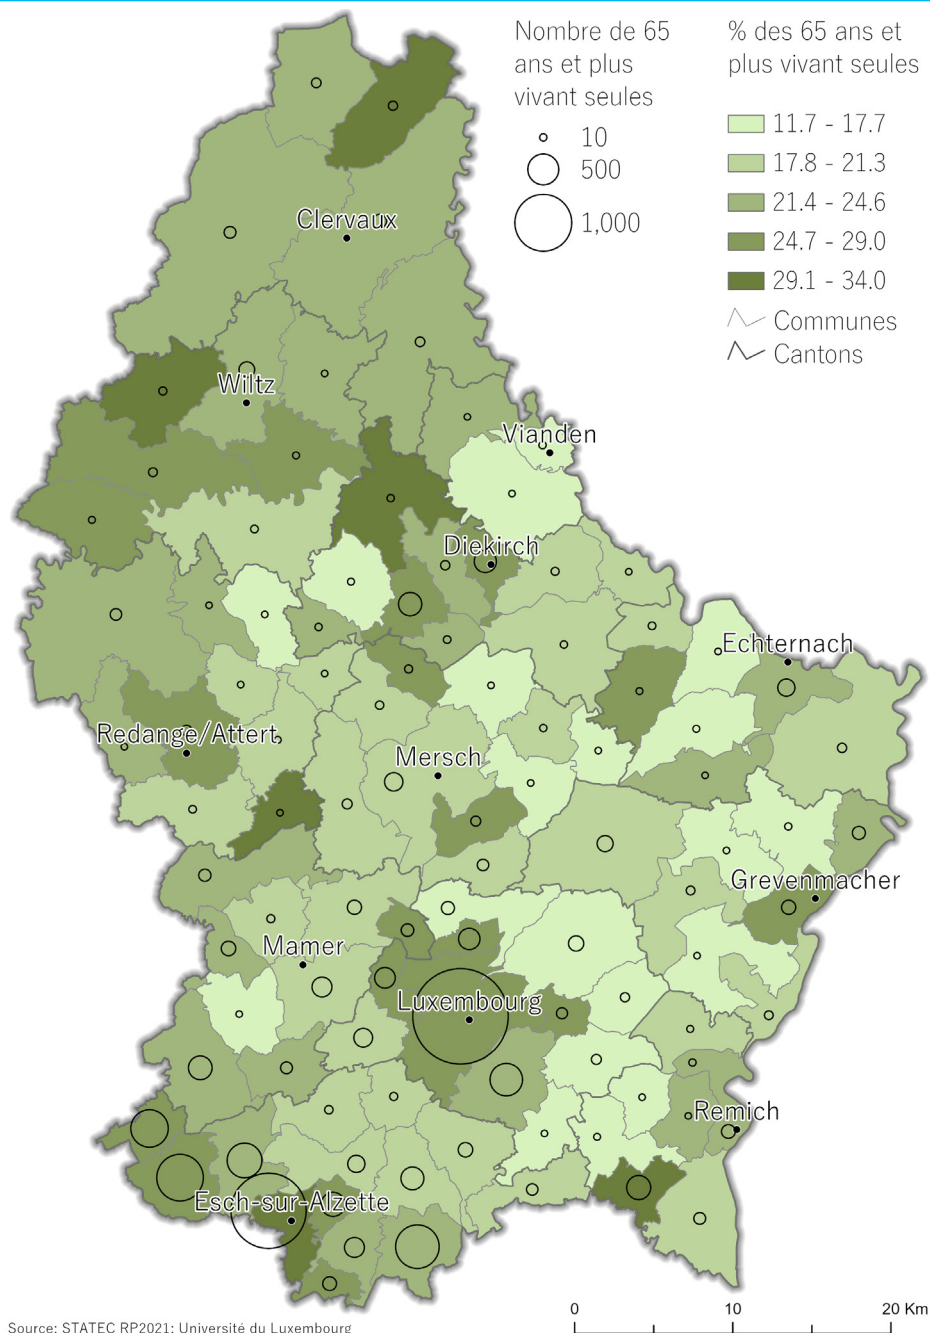 Nombre de 65
ans et plus
vivant seules
10
500
1,000
% des 65 ans et
plus vivant seules
11.7 - 17.7
17.8 - 21.3
21.4 - 24.6
24.7 - 29.0
29.1 - 34.0
Communes
Cantons
Clervaux
Wiltz
Vianden
Diekirch
Echternach
Redange/Attert
Mersch
Grevenmacher
Mamer
Luxembourg
Remich
Esch-sur-Alzette
0 10 20 Km
Source: STATEC RP2021; Université du Luxembourg